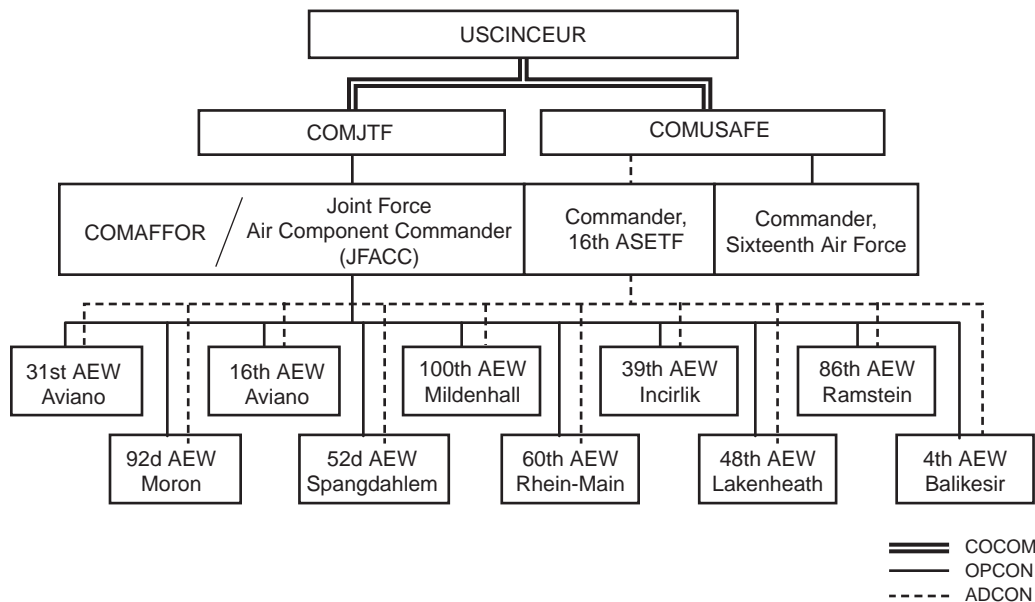 USCINCEUR
COMJTF
COMUSAFE
COMAFFOR
Joint Force
Air Component Commander
(JFACC)
Commander,
16th ASETF
Commander,
Sixteenth Air Force
31st AEW
Aviano
16th AEW
Aviano
100th AEW
Mildenhall
39th AEW
Incirlik
86th AEW
Ramstein
92d AEW
Moron
52d AEW
Spangdahlem
60th AEW
Rhein-Main
48th AEW
Lakenheath
4th AEW
Balikesir
COCOM
OPCON
ADCON